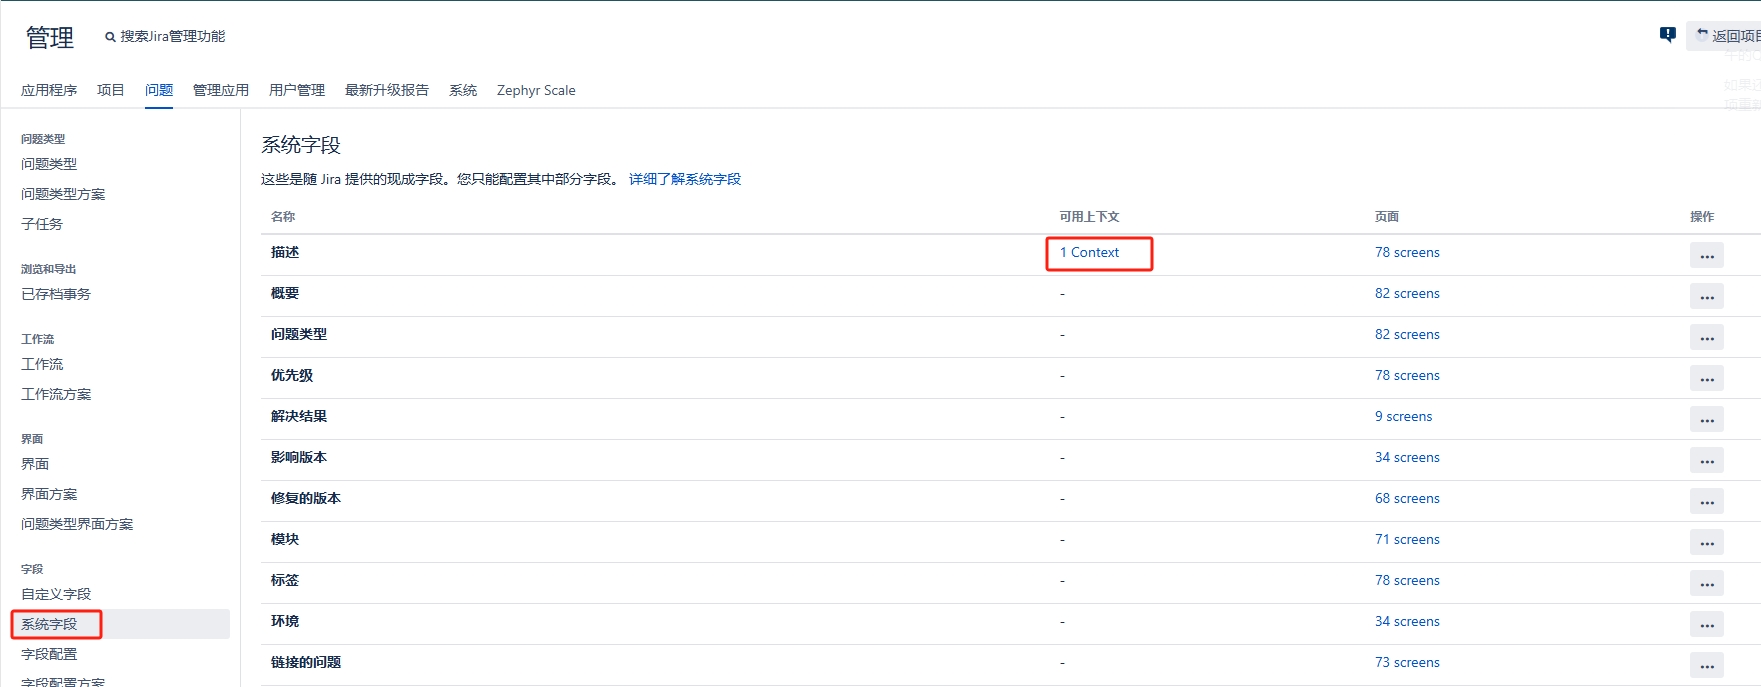 管理
搜索Jira管理功能
返回项目
应用程序 项目 问题 管理应用 用户管理 最新升级报告 系统 Zephyr Scale
问题类型
问题类型
问题类型方案
子任务
浏览和导出
已存档事务
工作流
工作流
工作流方案
界面
界面
界面方案
问题类型界面方案
字段
自定义字段
系统字段
字段配置
字段配置方案
系统字段
这些是随 Jira 提供的现成字段。您只能配置其中部分字段。 详细了解系统字段
名称 可用上下文 页面 操作
描述 1 Context 78 screens ...
概要 - 82 screens ...
问题类型 - 82 screens ...
优先级 - 78 screens ...
解决结果 - 9 screens ...
影响版本 - 34 screens ...
修复的版本 - 68 screens ...
模块 - 71 screens ...
标签 - 78 screens ...
环境 - 34 screens ...
链接的问题 - 73 screens ...